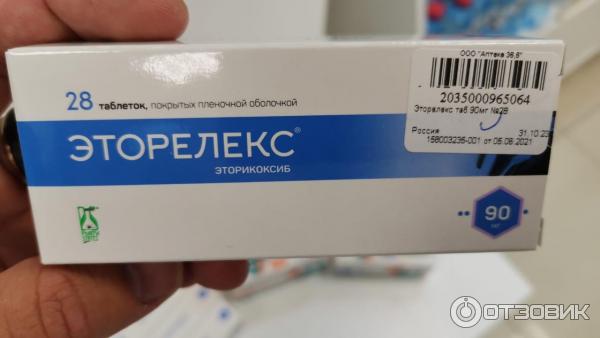 ООО "Аптека 36,6"
2035000965064
Эторелекс таб 90мг №28
Россия 31.10.23
158003235-001 от 05.08.2021
28 таблеток, покрытых пленочной оболочкой
ЭТОРЕЛЕКС®
ЭТОРИКОКСИБ
90
мг
ОТЗОВИК